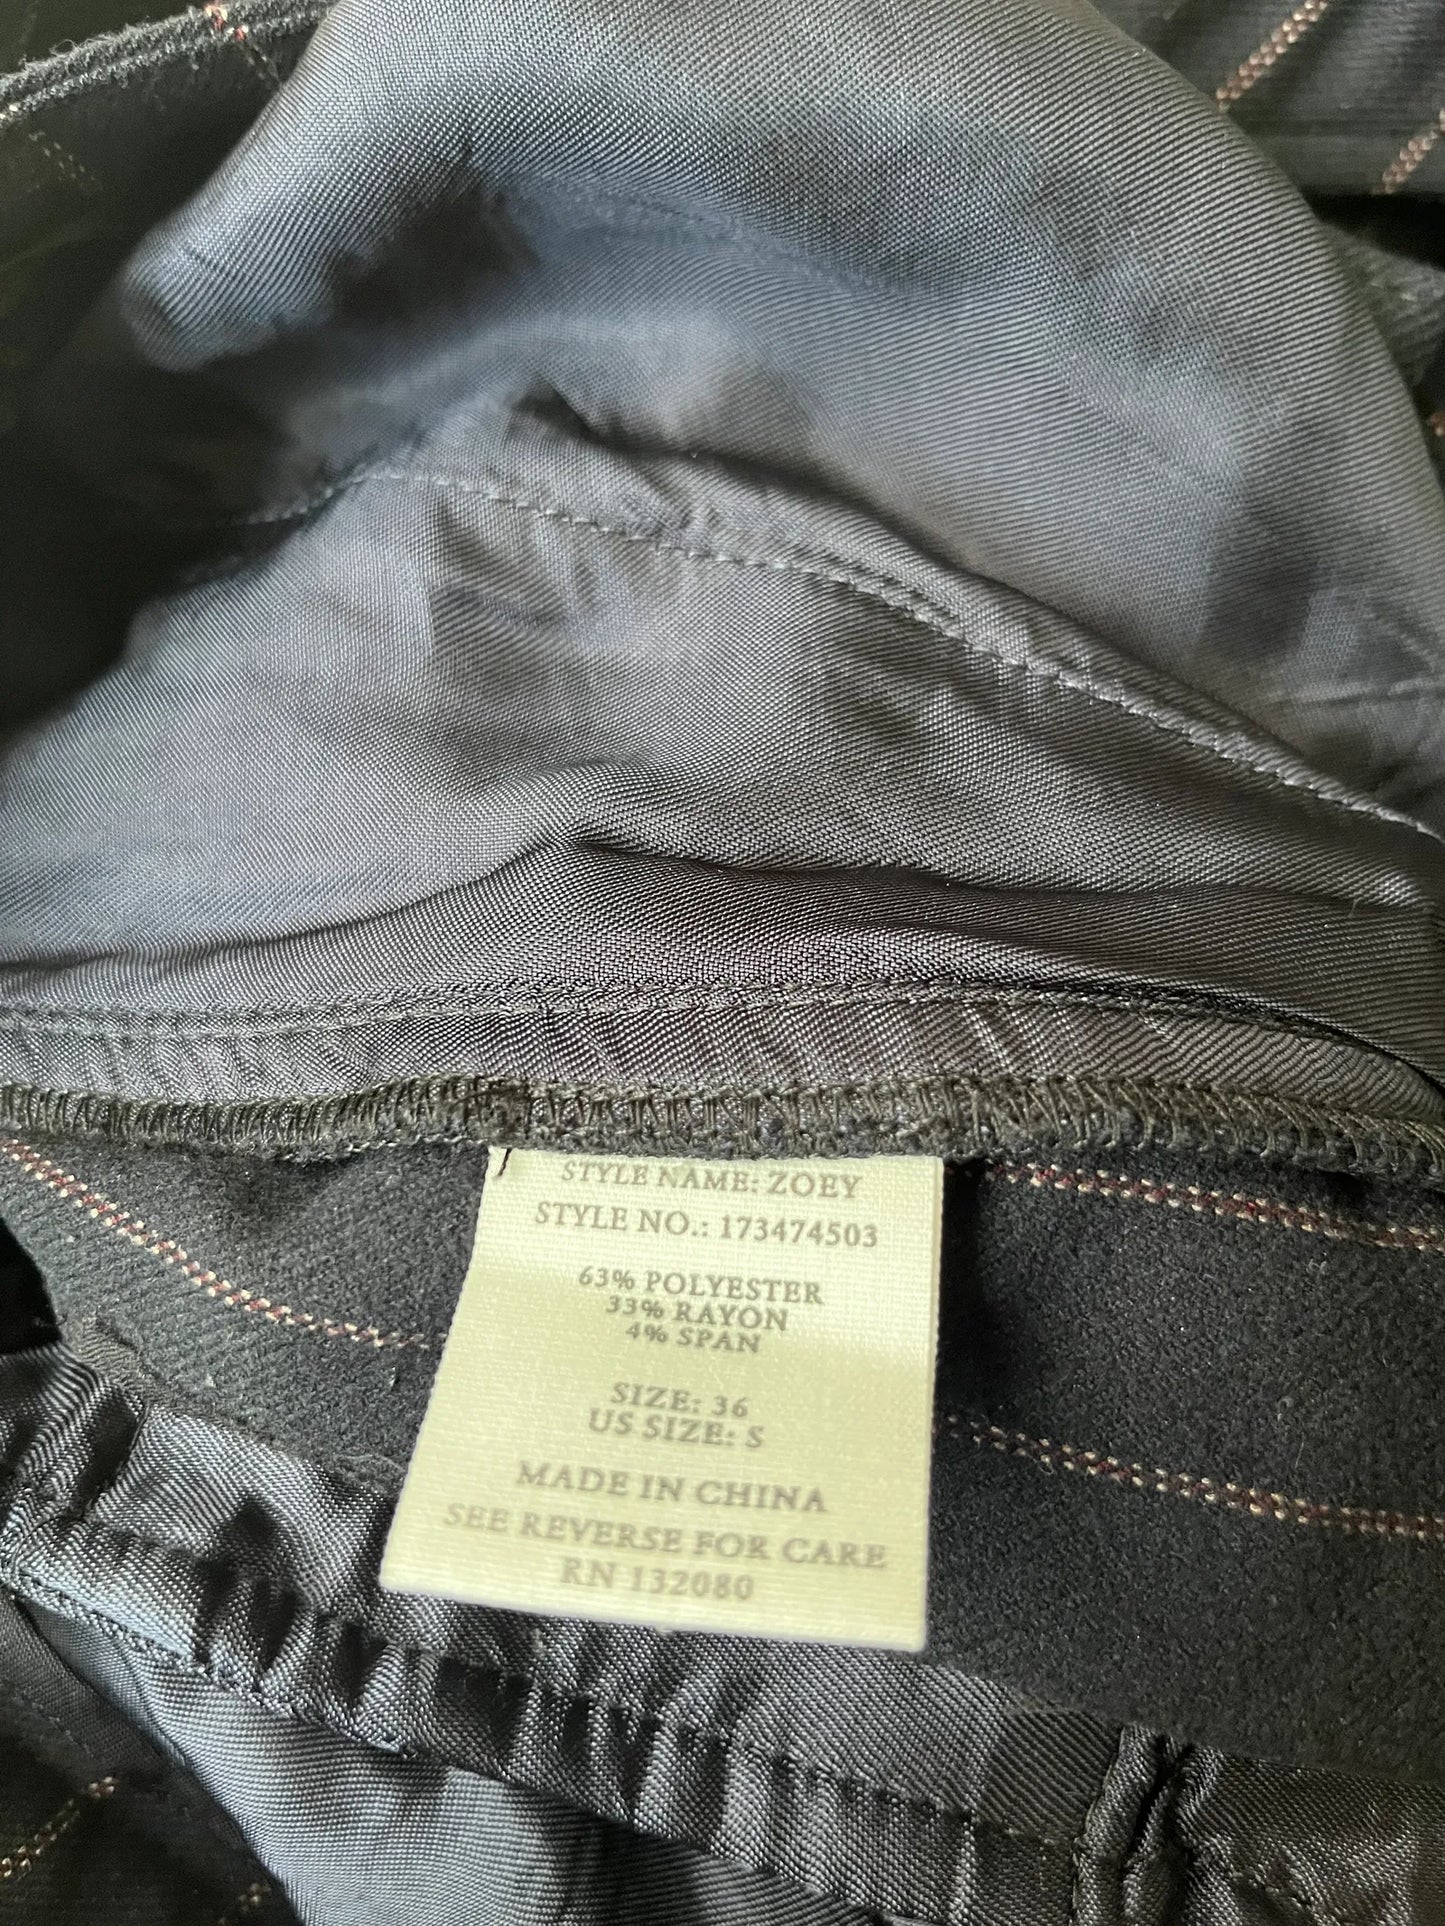 STYLE NAME: ZOEY
STYLE NO.: 173474503
63% POLYESTER
33% RAYON
4% SPAN
SIZE: 36
US SIZE: S
MADE IN CHINA
SEE REVERSE FOR CARE
RN 132080